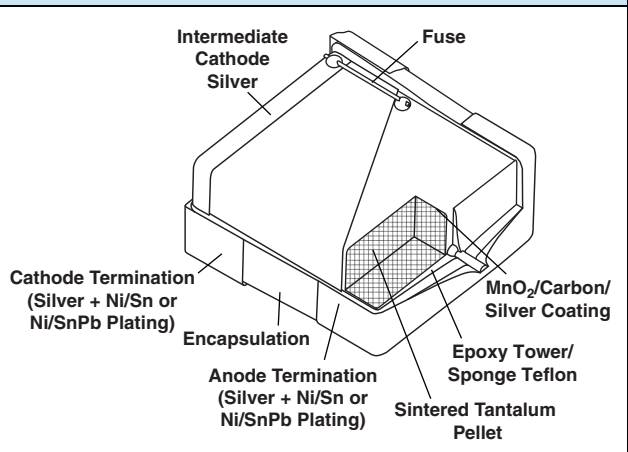 Intermediate
Cathode
Silver
Fuse
Cathode Termination
(Silver + Ni/Sn or
Ni/SnPb Plating)
Encapsulation
Anode Termination
(Silver + Ni/Sn or
Ni/SnPb Plating)
MnO₂/Carbon/
Silver Coating
Epoxy Tower/
Sponge Teflon
Sintered Tantalum
Pellet